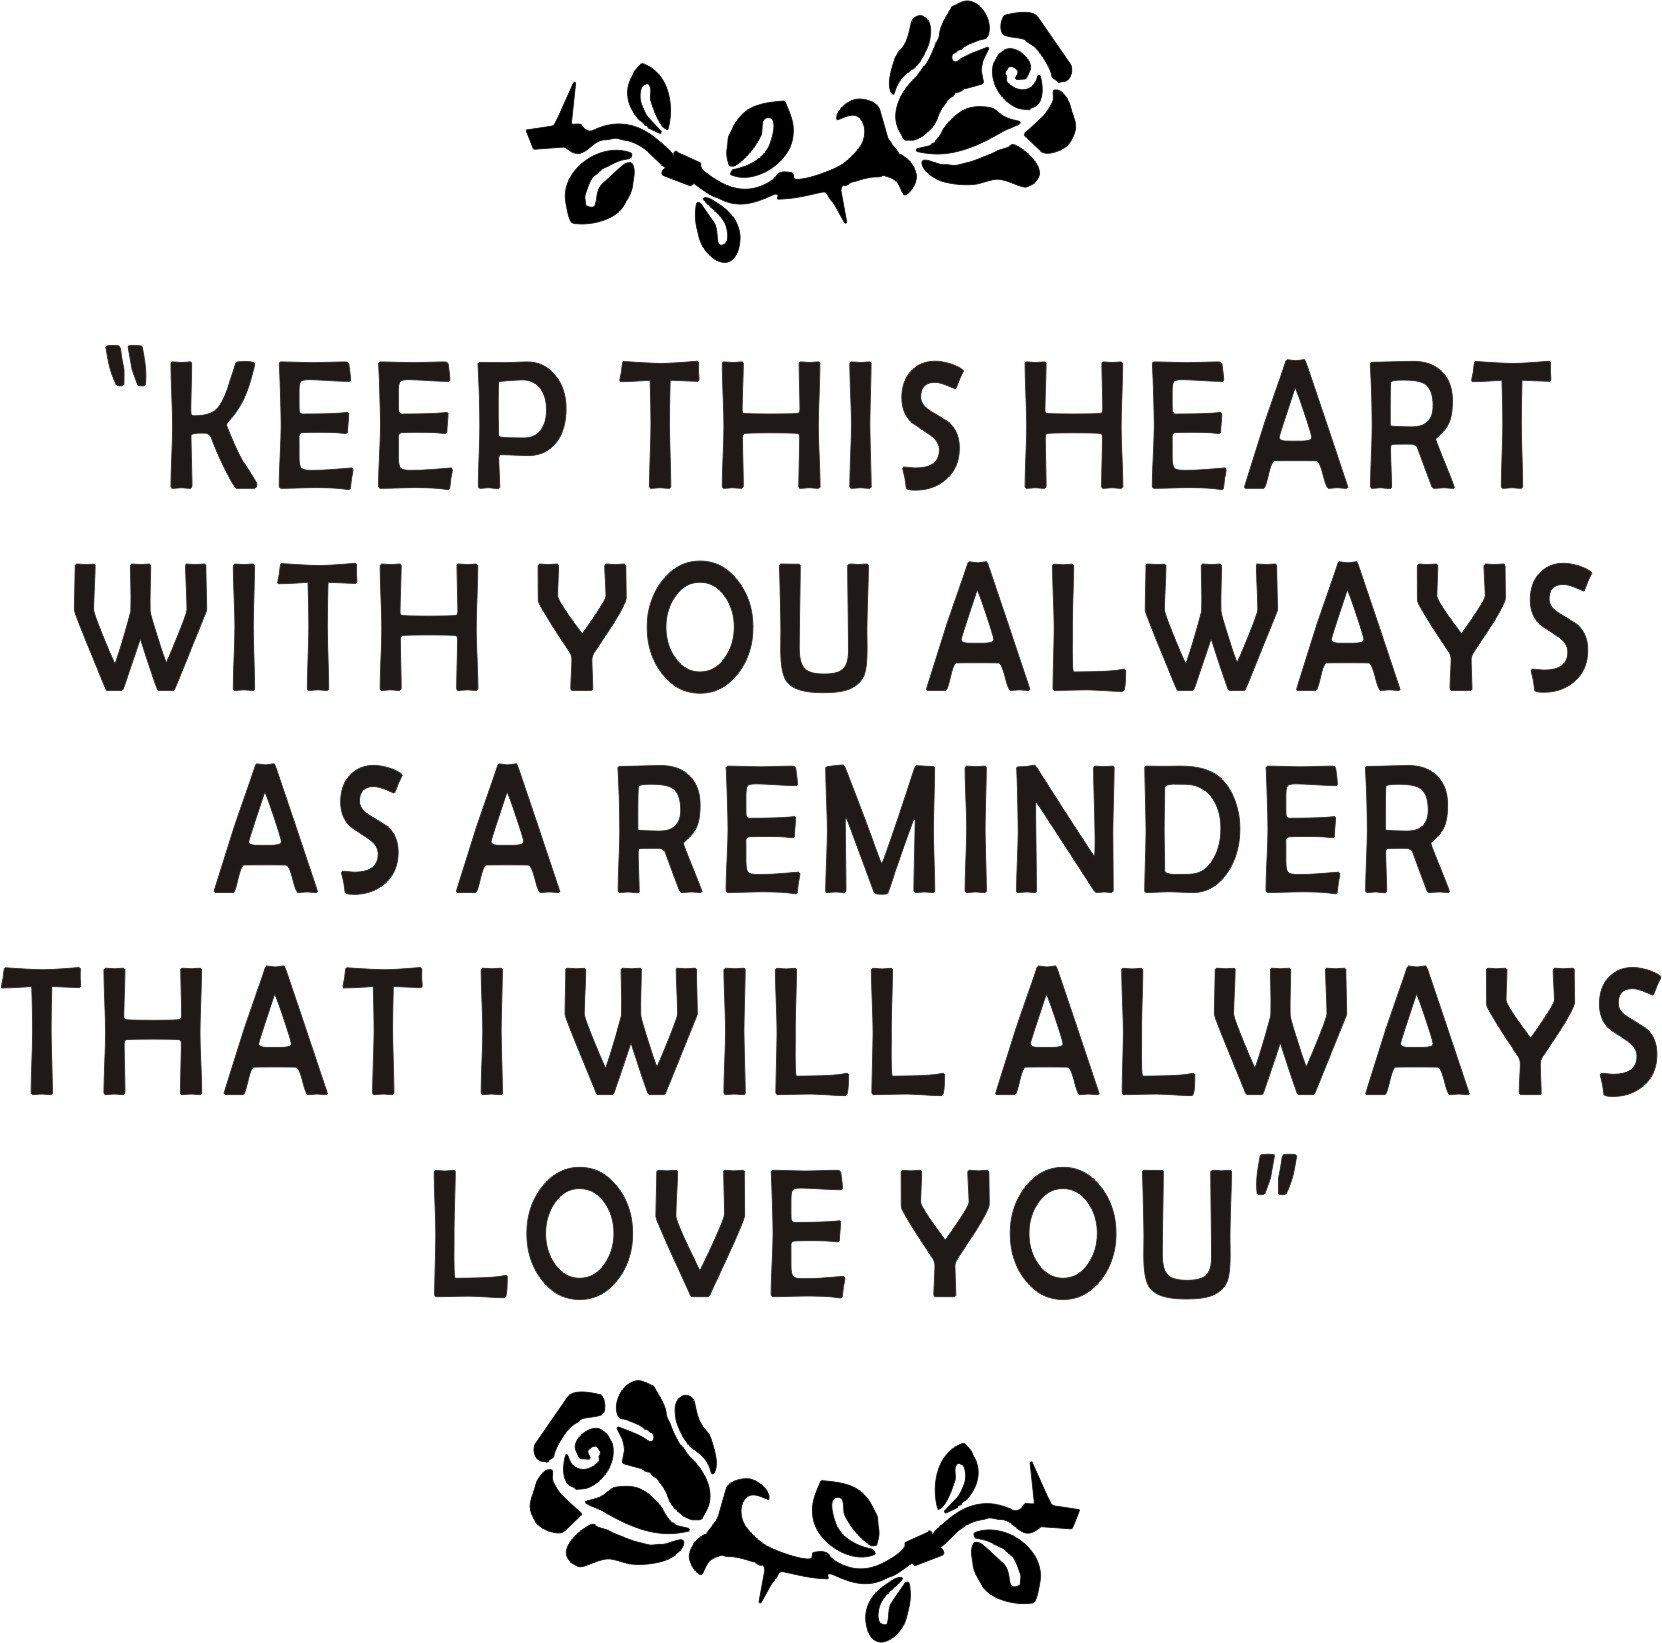 “KEEP THIS HEART
WITH YOU ALWAYS
AS A REMINDER
THAT I WILL ALWAYS
LOVE YOU”